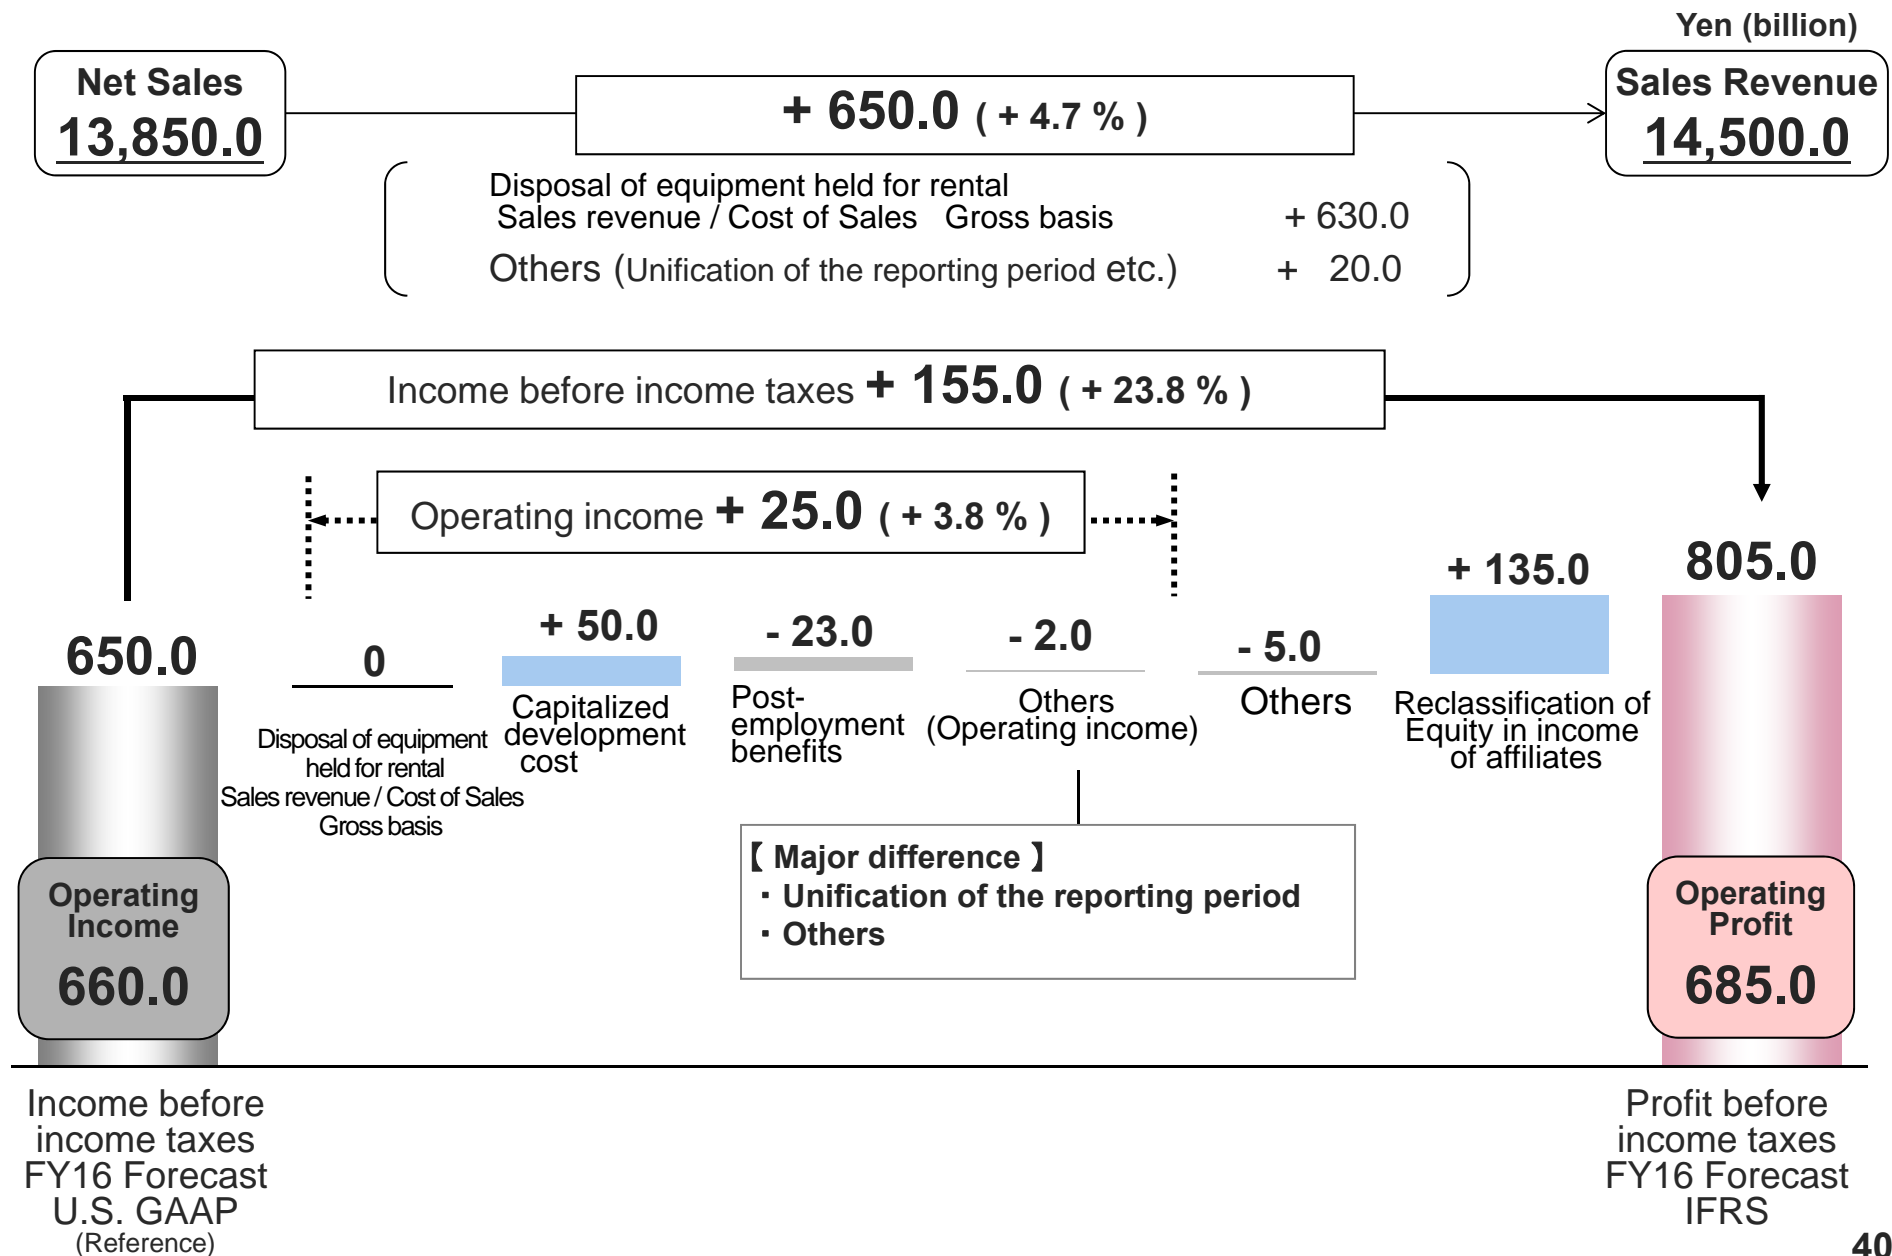 Yen (billion)
Net Sales
13,850.0
+ 650.0 ( + 4.7 % )
Sales Revenue
14,500.0
Disposal of equipment held for rental
Sales revenue / Cost of Sales Gross basis + 630.0
Others (Unification of the reporting period etc.) + 20.0
Income before income taxes + 155.0 ( + 23.8 % )
Operating income + 25.0 ( + 3.8 % )
650.0
0
Disposal of equipment
held for rental
Sales revenue / Cost of Sales
Gross basis
+ 50.0
Capitalized
development
cost
- 23.0
Post-
employment
benefits
- 2.0
Others
(Operating income)
- 5.0
Others
+ 135.0
Reclassification of
Equity in income
of affiliates
805.0
【 Major difference 】
・ Unification of the reporting period
・ Others
Operating
Income
660.0
Operating
Profit
685.0
Income before
income taxes
FY16 Forecast
U.S. GAAP
(Reference)
Profit before
income taxes
FY16 Forecast
IFRS
40